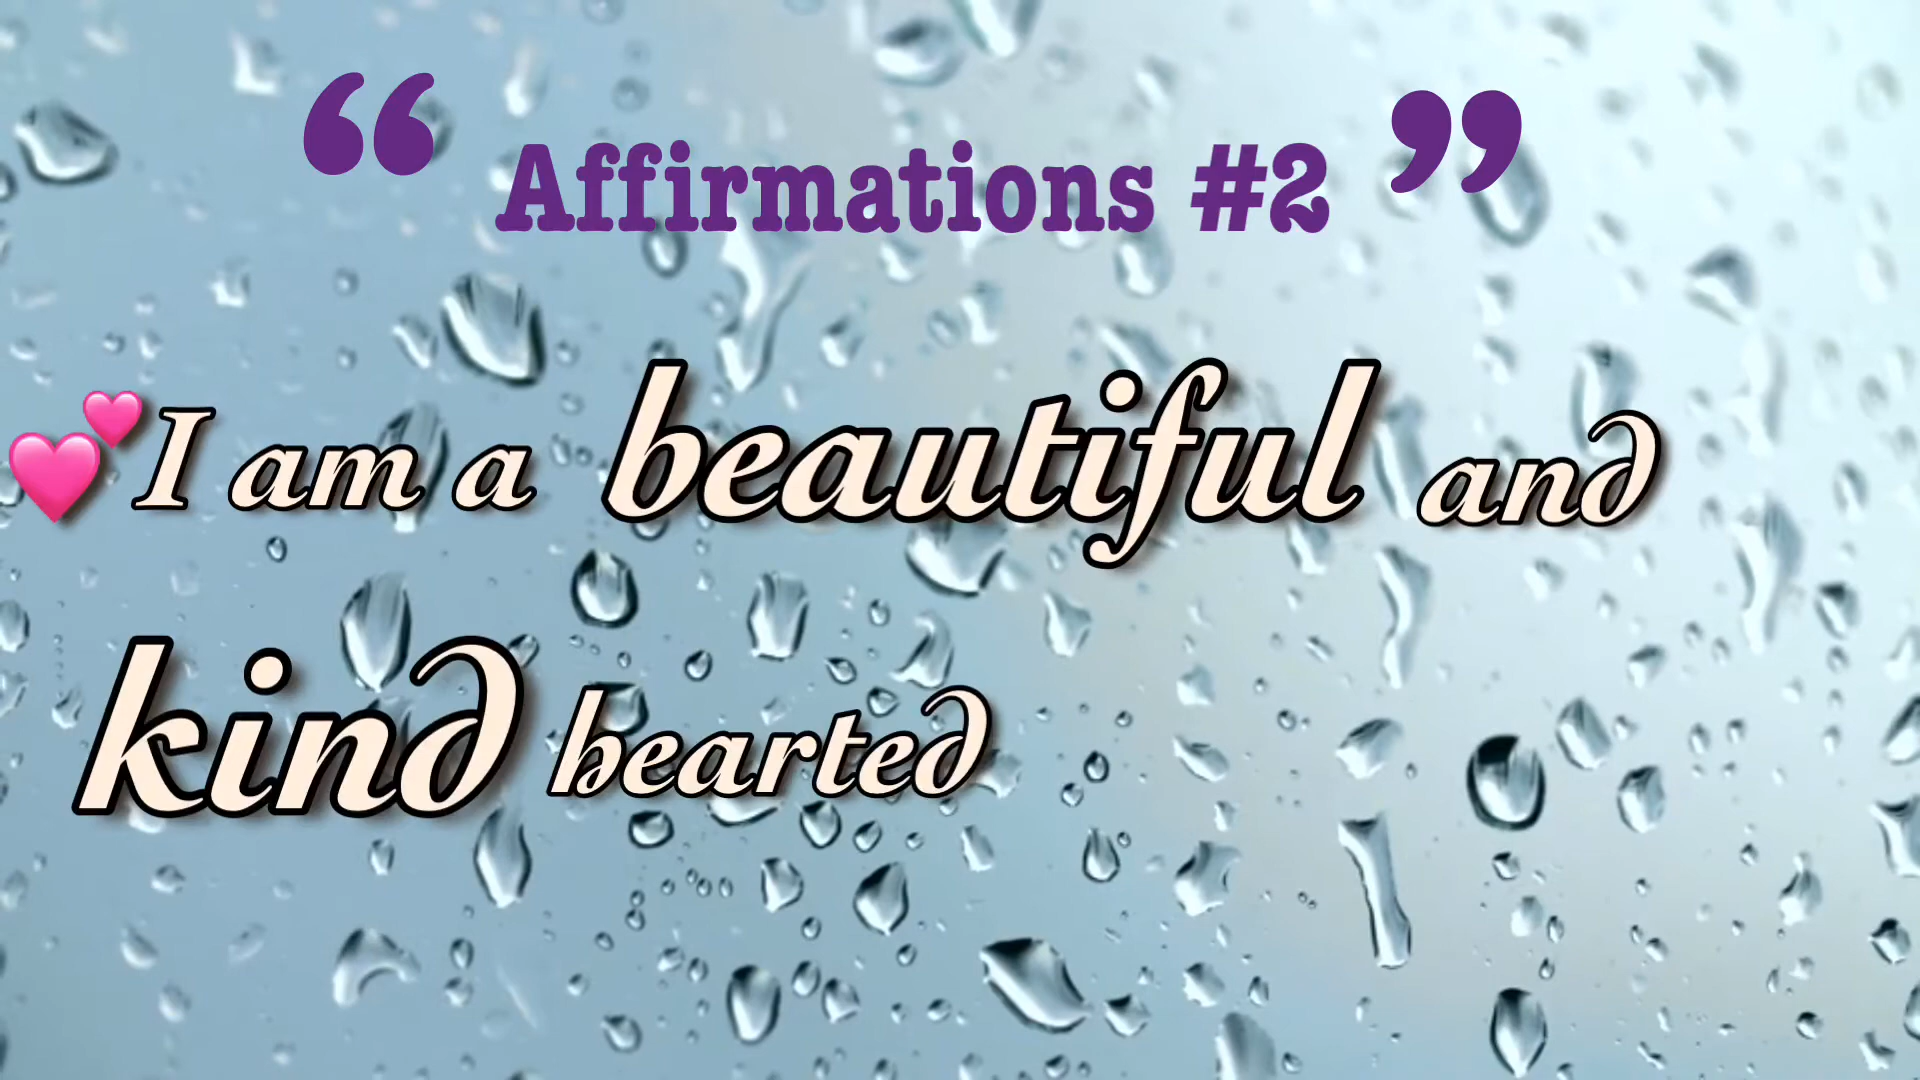 “ Affirmations #2 ”
💕I am a beautiful and
kind hearted